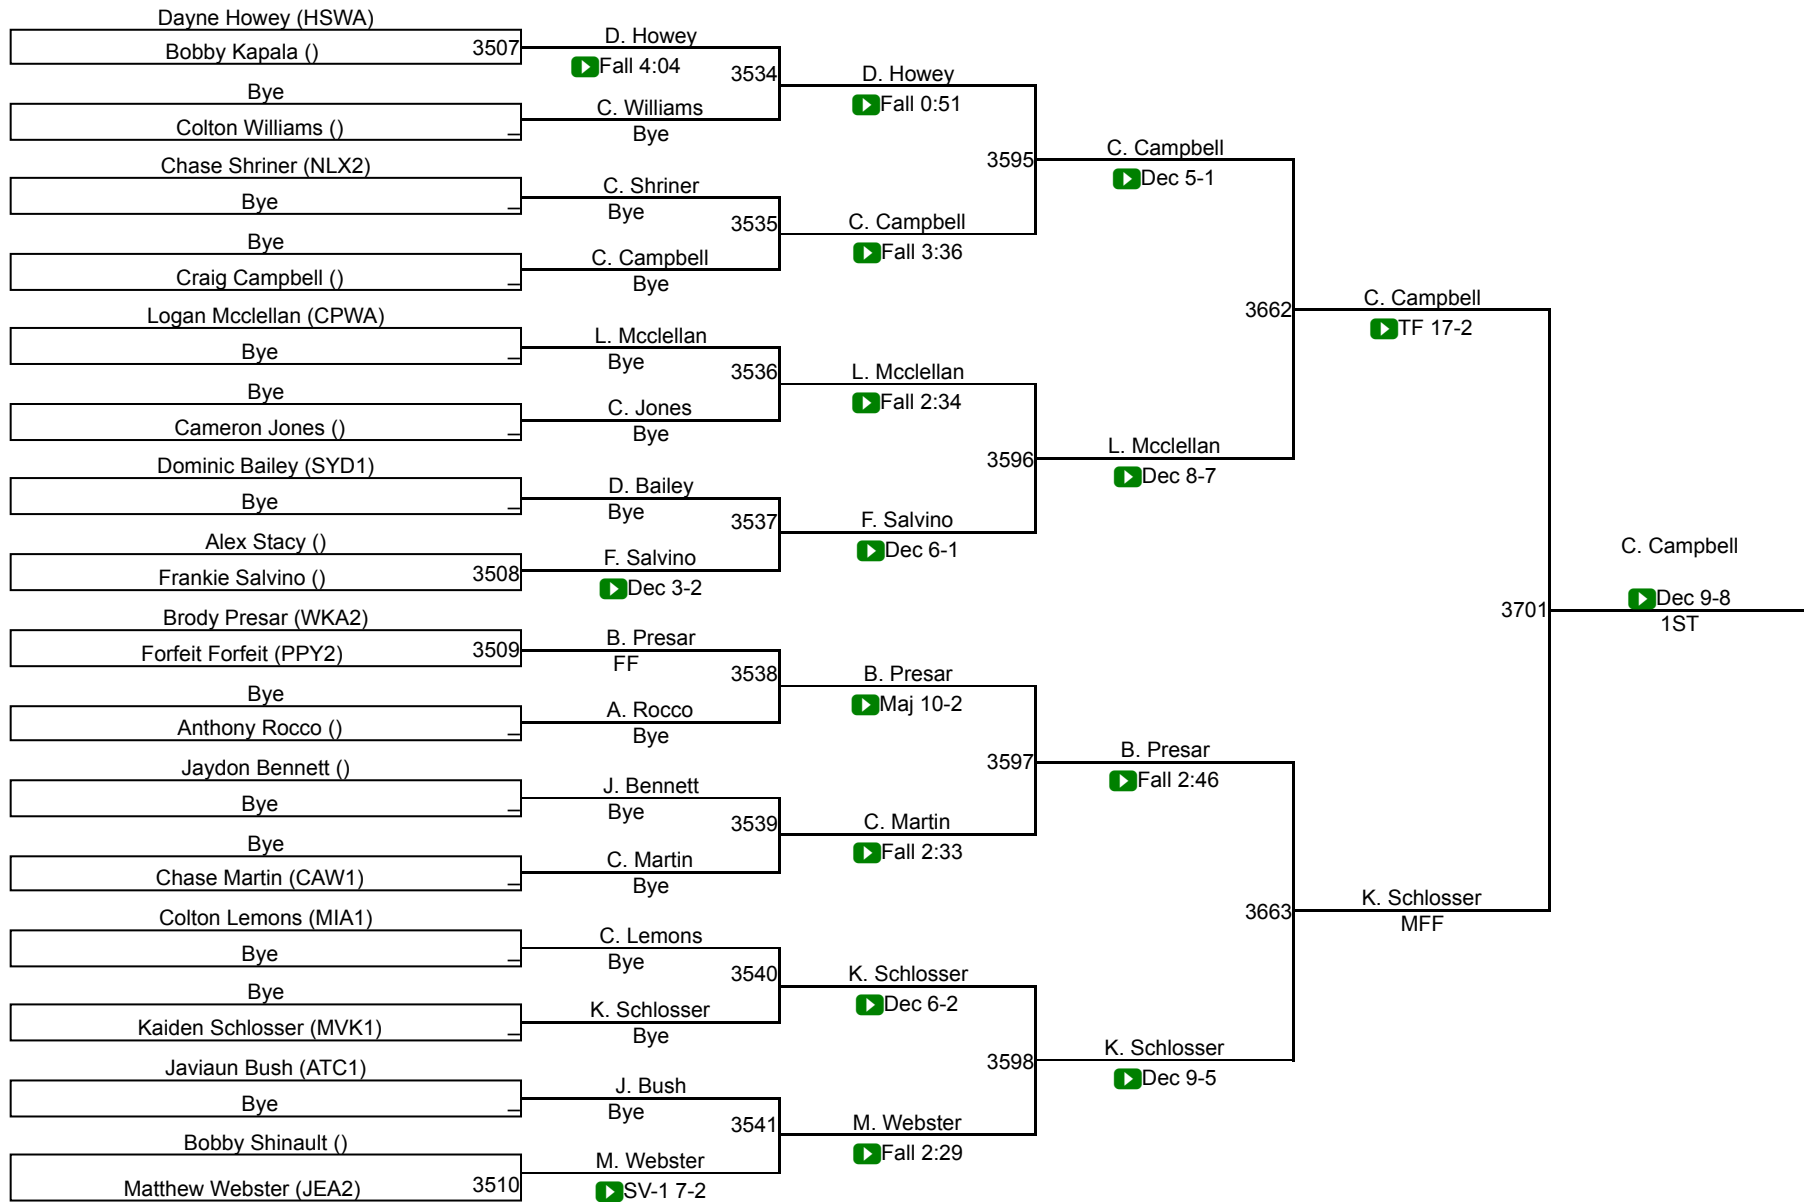 Dayne Howey (HSWA)
Bobby Kapala ()
3507
Bye
Colton Williams ()
Chase Shriner (NLX2)
Bye
Bye
Craig Campbell ()
Logan Mcclellan (CPWA)
Bye
Bye
Cameron Jones ()
Dominic Bailey (SYD1)
Bye
Alex Stacy ()
Frankie Salvino ()
3508
Brody Presar (WKA2)
Forfeit Forfeit (PPY2)
3509
Bye
Anthony Rocco ()
Jaydon Bennett ()
Bye
Bye
Chase Martin (CAW1)
Colton Lemons (MIA1)
Bye
Bye
Kaiden Schlosser (MVK1)
Javiaun Bush (ATC1)
Bye
Bobby Shinault ()
Matthew Webster (JEA2)
3510
D. Howey
Fall 4:04
3534
C. Williams
Bye
C. Shriner
Bye
3535
C. Campbell
Bye
L. Mcclellan
Bye
3536
C. Jones
Bye
D. Bailey
Bye
3537
F. Salvino
Dec 3-2
B. Presar
FF
3538
A. Rocco
Bye
J. Bennett
Bye
3539
C. Martin
Bye
C. Lemons
Bye
3540
K. Schlosser
Bye
J. Bush
Bye
3541
M. Webster
SV-1 7-2
D. Howey
Fall 0:51
3595
C. Campbell
Fall 3:36
L. Mcclellan
Fall 2:34
3596
F. Salvino
Dec 6-1
B. Presar
Maj 10-2
3597
C. Martin
Fall 2:33
K. Schlosser
Dec 6-2
3598
M. Webster
Fall 2:29
C. Campbell
Dec 5-1
3662
L. Mcclellan
Dec 8-7
B. Presar
Fall 2:46
3663
K. Schlosser
Dec 9-5
C. Campbell
TF 17-2
3701
K. Schlosser
MFF
C. Campbell
Dec 9-8
1ST